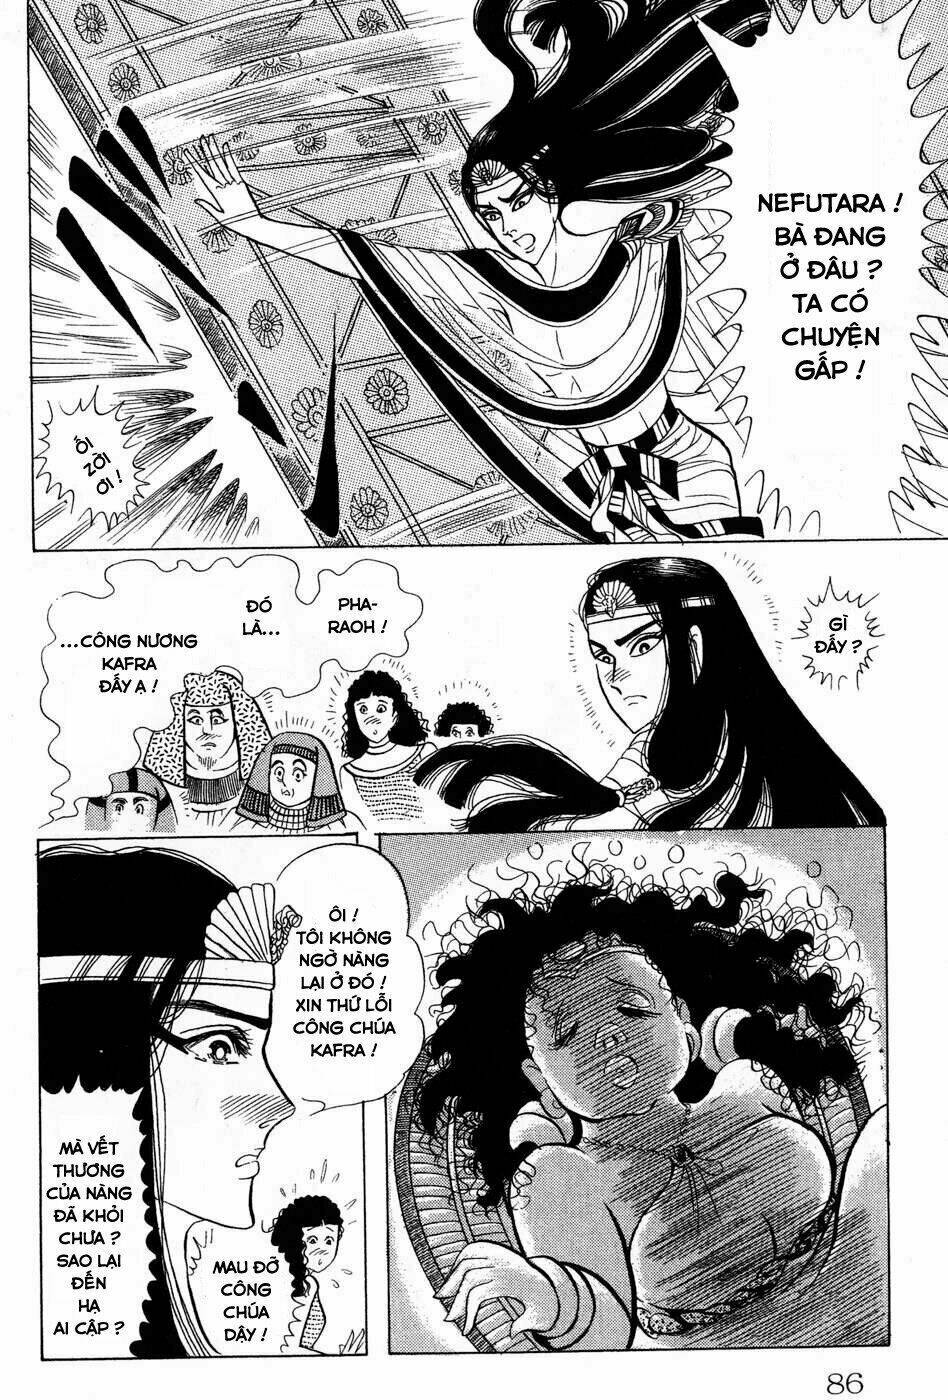 NEFUTARA !
BÀ ĐANG
Ở ĐÂU ?
TA CÓ
CHUYỆN
GẤP !
ỐI
ZỜI
ƠI !
GÌ
ĐẤY ?
PHA-
RAOH !
ĐÓ
LÀ...
...CÔNG NƯƠNG
KAFRA
ĐẤY Ạ !
ÔI !
TÔI KHÔNG
NGỜ NÀNG
LẠI Ở ĐÓ !
XIN THỨ LỖI
CÔNG CHÚA
KAFRA !
MÀ VẾT
THƯƠNG
CỦA NÀNG
ĐÃ KHỎI
CHƯA ?
SAO LẠI
ĐẾN
HẠ
AI CẬP ?
MAU ĐỠ
CÔNG
CHÚA
DẬY !
86